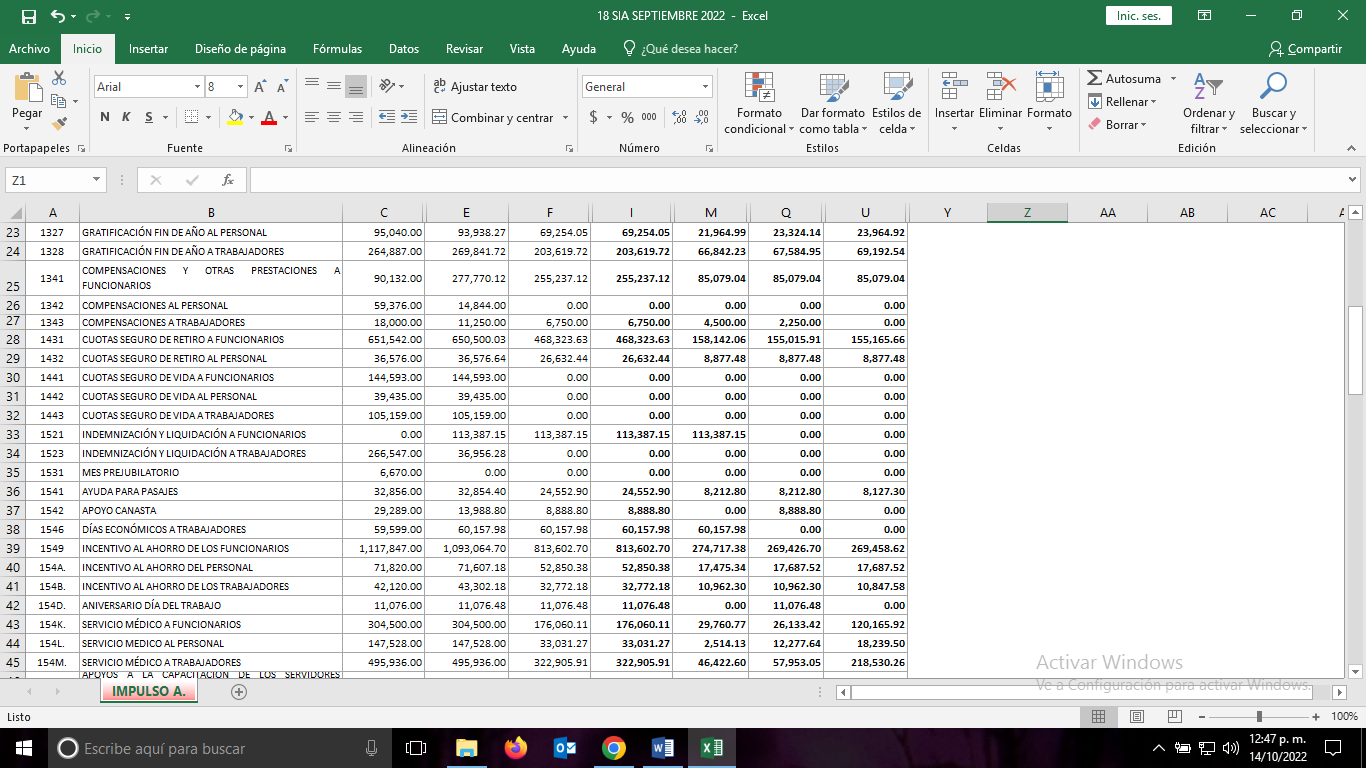 18 SIA SEPTIEMBRE 2022 - Excel
Inic. ses.
Archivo Inicio Insertar Diseño de página Fórmulas Datos Revisar Vista Ayuda ¿Qué desea hacer? Compartir
Arial 8 Ajustar texto General Autosuma
Pegar Formato condicional Dar formato como tabla Estilos de celda Insertar Eliminar Formato Rellenar Ordenar y filtrar Buscar y seleccionar
N K S Combinar y centrar $ % 000 Borrar
Portapapeles Fuente Alineación Número Estilos Celdas Edición
Z1 fx
A B C E F I M Q U Y Z AA AB AC
23 1327 GRATIFICACIÓN FIN DE AÑO AL PERSONAL 95,040.00 93,938.27 69,254.05 69,254.05 21,964.99 23,324.14 23,964.92
24 1328 GRATIFICACIÓN FIN DE AÑO A TRABAJADORES 264,887.00 269,841.72 203,619.72 203,619.72 66,842.23 67,584.95 69,192.54
25 1341 COMPENSACIONES Y OTRAS PRESTACIONES A FUNCIONARIOS 90,132.00 277,770.12 255,237.12 255,237.12 85,079.04 85,079.04 85,079.04
26 1342 COMPENSACIONES AL PERSONAL 59,376.00 14,844.00 0.00 0.00 0.00 0.00 0.00
27 1343 COMPENSACIONES A TRABAJADORES 18,000.00 11,250.00 6,750.00 6,750.00 4,500.00 2,250.00 0.00
28 1431 CUOTAS SEGURO DE RETIRO A FUNCIONARIOS 651,542.00 650,500.03 468,323.63 468,323.63 158,142.06 155,015.91 155,165.66
29 1432 CUOTAS SEGURO DE RETIRO AL PERSONAL 36,576.00 36,576.64 26,632.44 26,632.44 8,877.48 8,877.48 8,877.48
30 1441 CUOTAS SEGURO DE VIDA A FUNCIONARIOS 144,593.00 144,593.00 0.00 0.00 0.00 0.00 0.00
31 1442 CUOTAS SEGURO DE VIDA AL PERSONAL 39,435.00 39,435.00 0.00 0.00 0.00 0.00 0.00
32 1443 CUOTAS SEGURO DE VIDA A TRABAJADORES 105,159.00 105,159.00 0.00 0.00 0.00 0.00 0.00
33 1521 INDEMNIZACIÓN Y LIQUIDACIÓN A FUNCIONARIOS 0.00 113,387.15 113,387.15 113,387.15 113,387.15 0.00 0.00
34 1523 INDEMNIZACIÓN Y LIQUIDACIÓN A TRABAJADORES 266,547.00 36,956.28 0.00 0.00 0.00 0.00 0.00
35 1531 MES PREJUBILATORIO 6,670.00 0.00 0.00 0.00 0.00 0.00 0.00
36 1541 AYUDA PARA PASAJES 32,856.00 32,854.40 24,552.90 24,552.90 8,212.80 8,212.80 8,127.30
37 1542 APOYO CANASTA 29,289.00 13,988.80 8,888.80 8,888.80 0.00 8,888.80 0.00
38 1546 DÍAS ECONÓMICOS A TRABAJADORES 59,599.00 60,157.98 60,157.98 60,157.98 60,157.98 0.00 0.00
39 1549 INCENTIVO AL AHORRO DE LOS FUNCIONARIOS 1,117,847.00 1,093,064.70 813,602.70 813,602.70 274,717.38 269,426.70 269,458.62
40 154A. INCENTIVO AL AHORRO DEL PERSONAL 71,820.00 71,607.18 52,850.38 52,850.38 17,475.34 17,687.52 17,687.52
41 154B. INCENTIVO AL AHORRO DE LOS TRABAJADORES 42,120.00 43,302.18 32,772.18 32,772.18 10,962.30 10,962.30 10,847.58
42 154D. ANIVERSARIO DÍA DEL TRABAJO 11,076.00 11,076.48 11,076.48 11,076.48 0.00 11,076.48 0.00
43 154K. SERVICIO MÉDICO A FUNCIONARIOS 304,500.00 304,500.00 176,060.11 176,060.11 29,760.77 26,133.42 120,165.92
44 154L. SERVICIO MEDICO AL PERSONAL 147,528.00 147,528.00 33,031.27 33,031.27 2,514.13 12,277.64 18,239.50
45 154M. SERVICIO MÉDICO A TRABAJADORES 495,936.00 495,936.00 322,905.91 322,905.91 46,422.60 57,953.05 218,530.26
APOYOS A LA CAPACITACION DE LOS SERVIDORES
Activar Windows
Ve a Configuración para activar Windows.
IMPULSO A.
Listo 100%
Escribe aquí para buscar
12:47 p. m.
14/10/2022